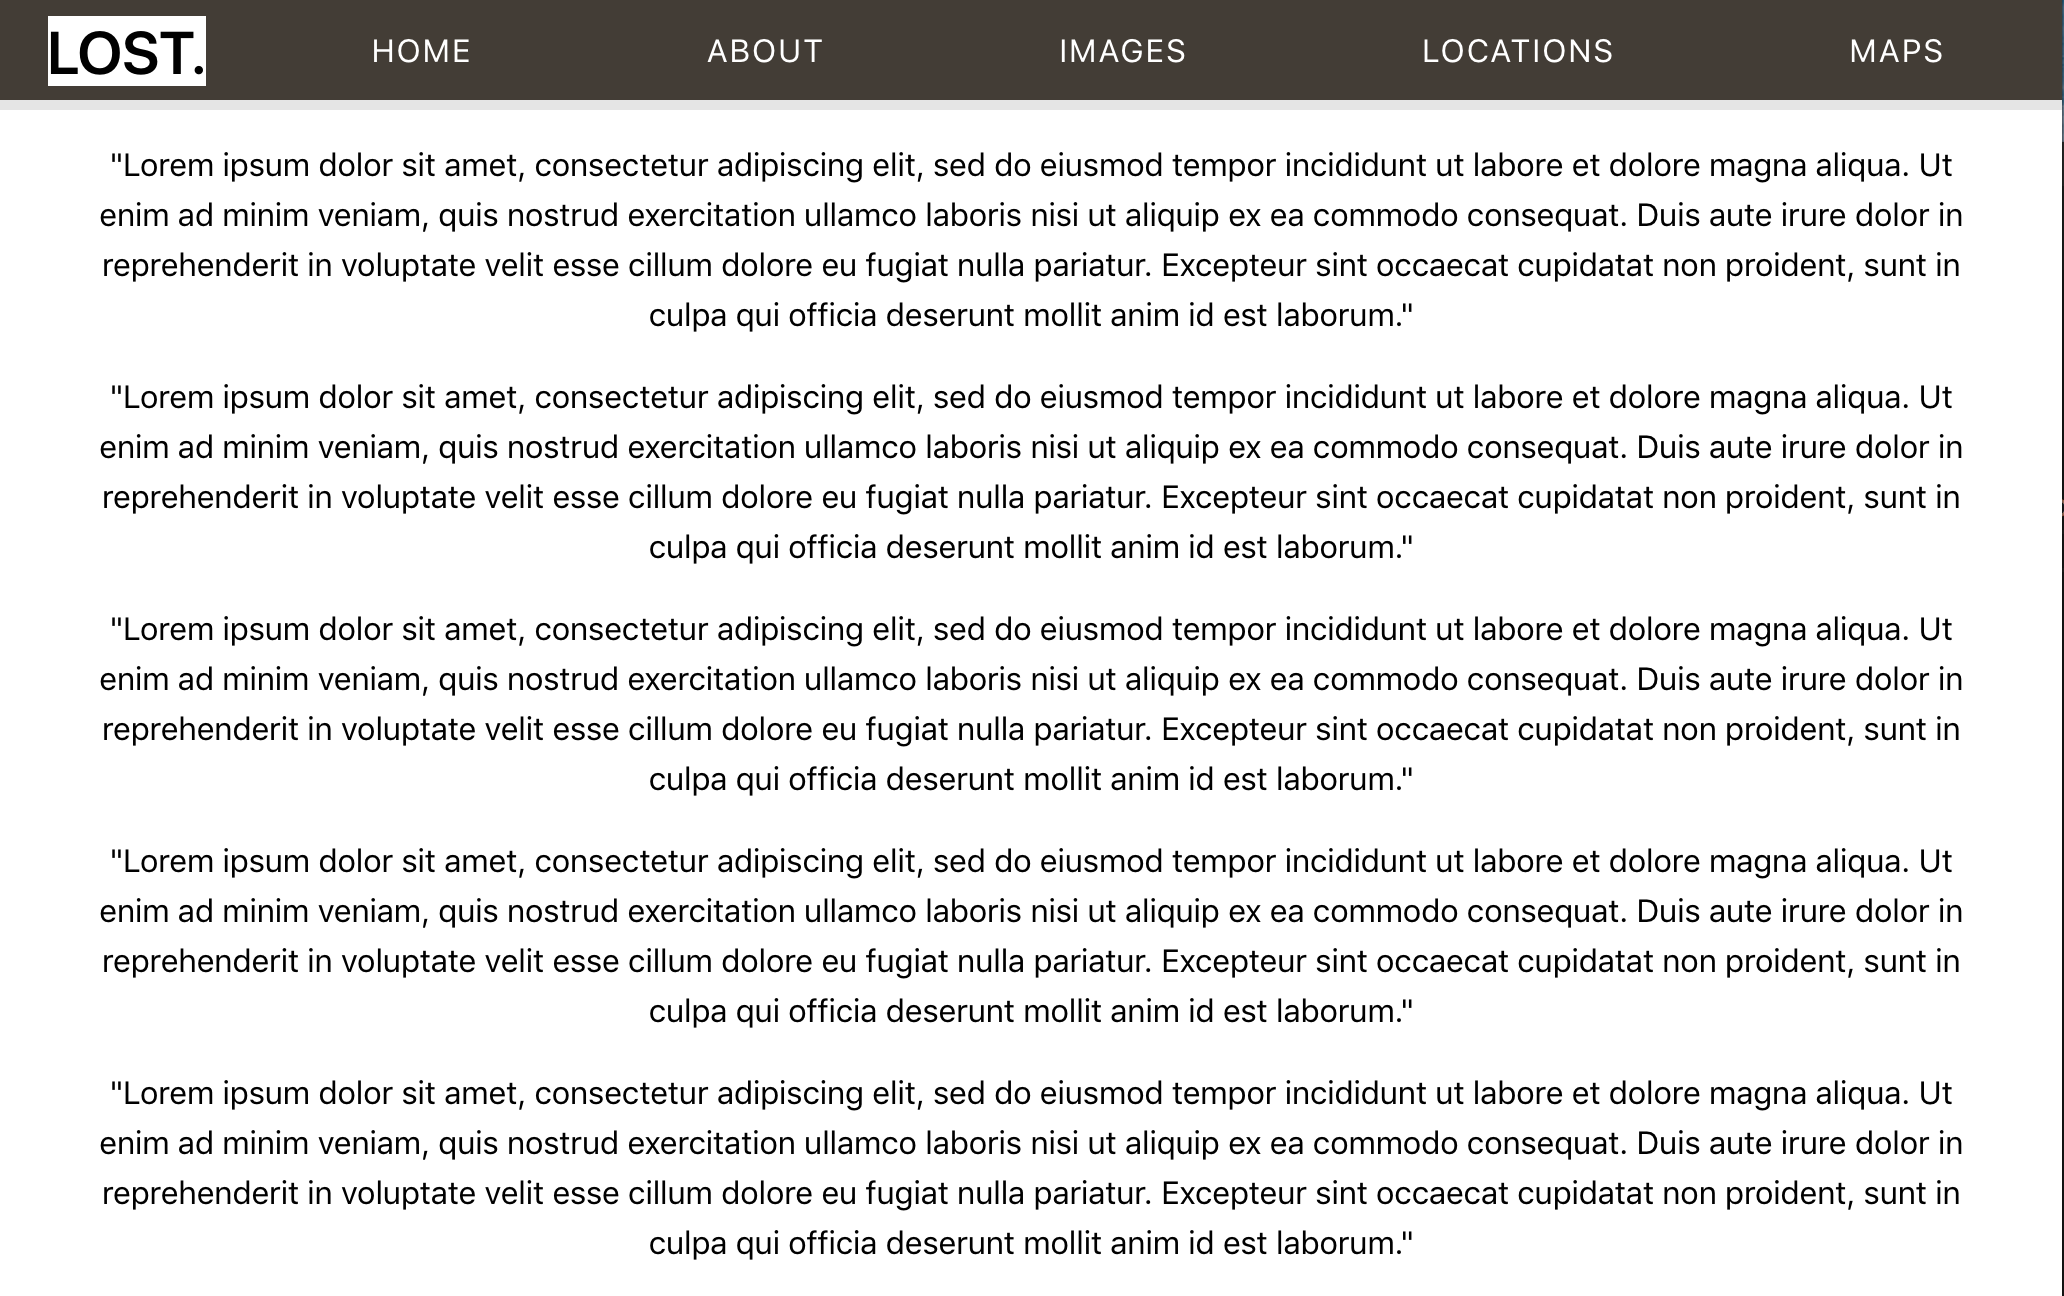 LOST. HOME ABOUT IMAGES LOCATIONS MAPS
"Lorem ipsum dolor sit amet, consectetur adipiscing elit, sed do eiusmod tempor incididunt ut labore et dolore magna aliqua. Ut
enim ad minim veniam, quis nostrud exercitation ullamco laboris nisi ut aliquip ex ea commodo consequat. Duis aute irure dolor in
reprehenderit in voluptate velit esse cillum dolore eu fugiat nulla pariatur. Excepteur sint occaecat cupidatat non proident, sunt in
culpa qui officia deserunt mollit anim id est laborum."
"Lorem ipsum dolor sit amet, consectetur adipiscing elit, sed do eiusmod tempor incididunt ut labore et dolore magna aliqua. Ut
enim ad minim veniam, quis nostrud exercitation ullamco laboris nisi ut aliquip ex ea commodo consequat. Duis aute irure dolor in
reprehenderit in voluptate velit esse cillum dolore eu fugiat nulla pariatur. Excepteur sint occaecat cupidatat non proident, sunt in
culpa qui officia deserunt mollit anim id est laborum."
"Lorem ipsum dolor sit amet, consectetur adipiscing elit, sed do eiusmod tempor incididunt ut labore et dolore magna aliqua. Ut
enim ad minim veniam, quis nostrud exercitation ullamco laboris nisi ut aliquip ex ea commodo consequat. Duis aute irure dolor in
reprehenderit in voluptate velit esse cillum dolore eu fugiat nulla pariatur. Excepteur sint occaecat cupidatat non proident, sunt in
culpa qui officia deserunt mollit anim id est laborum."
"Lorem ipsum dolor sit amet, consectetur adipiscing elit, sed do eiusmod tempor incididunt ut labore et dolore magna aliqua. Ut
enim ad minim veniam, quis nostrud exercitation ullamco laboris nisi ut aliquip ex ea commodo consequat. Duis aute irure dolor in
reprehenderit in voluptate velit esse cillum dolore eu fugiat nulla pariatur. Excepteur sint occaecat cupidatat non proident, sunt in
culpa qui officia deserunt mollit anim id est laborum."
"Lorem ipsum dolor sit amet, consectetur adipiscing elit, sed do eiusmod tempor incididunt ut labore et dolore magna aliqua. Ut
enim ad minim veniam, quis nostrud exercitation ullamco laboris nisi ut aliquip ex ea commodo consequat. Duis aute irure dolor in
reprehenderit in voluptate velit esse cillum dolore eu fugiat nulla pariatur. Excepteur sint occaecat cupidatat non proident, sunt in
culpa qui officia deserunt mollit anim id est laborum."